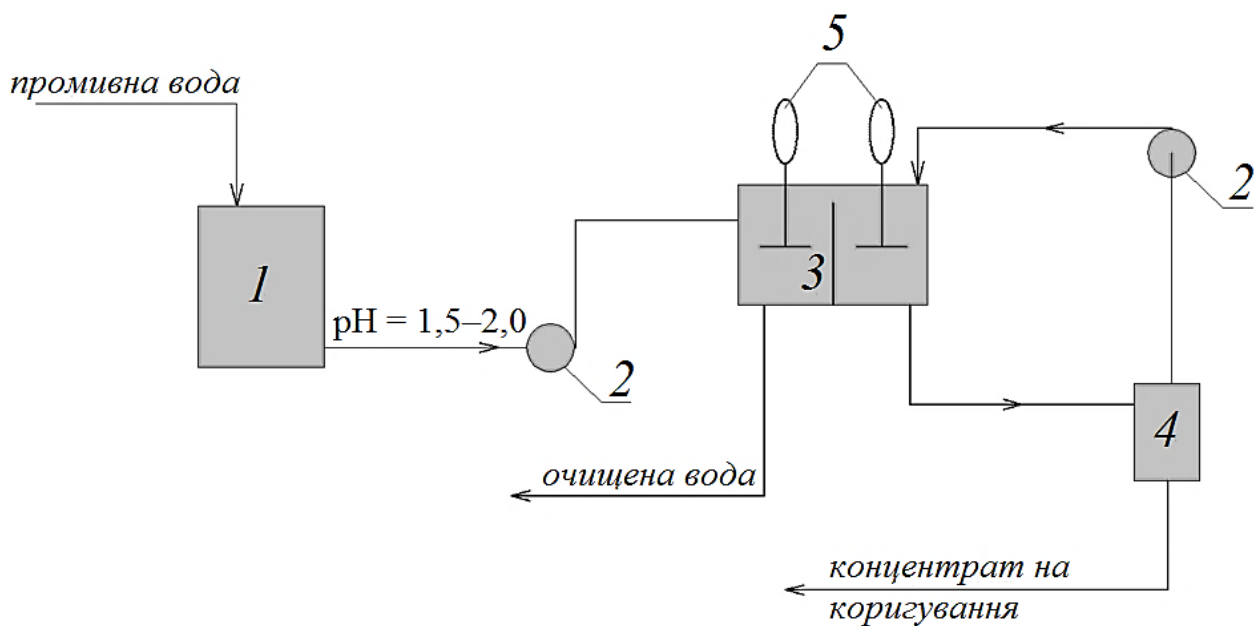 5
промивна вода
2
3
1
pH = 1,5–2,0
2
4
очищена вода
концентрат на
коригування